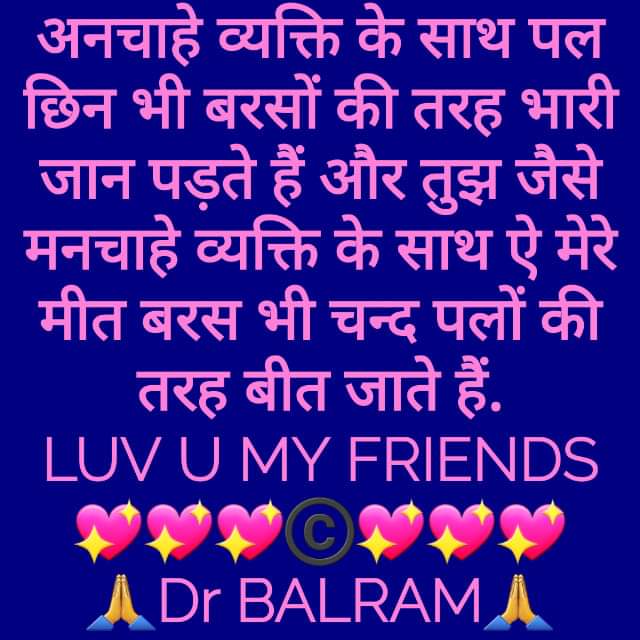 अनचाहे व्यक्ति के साथ पल
छिन भी बरसों की तरह भारी
जान पड़ते हैं और तुझ जैसे
मनचाहे व्यक्ति के साथ ऐ मेरे
मीत बरस भी चन्द पलों की
तरह बीत जाते हैं.
LUV U MY FRIENDS
💖💖💖©️💖💖💖
🙏Dr BALRAM🙏